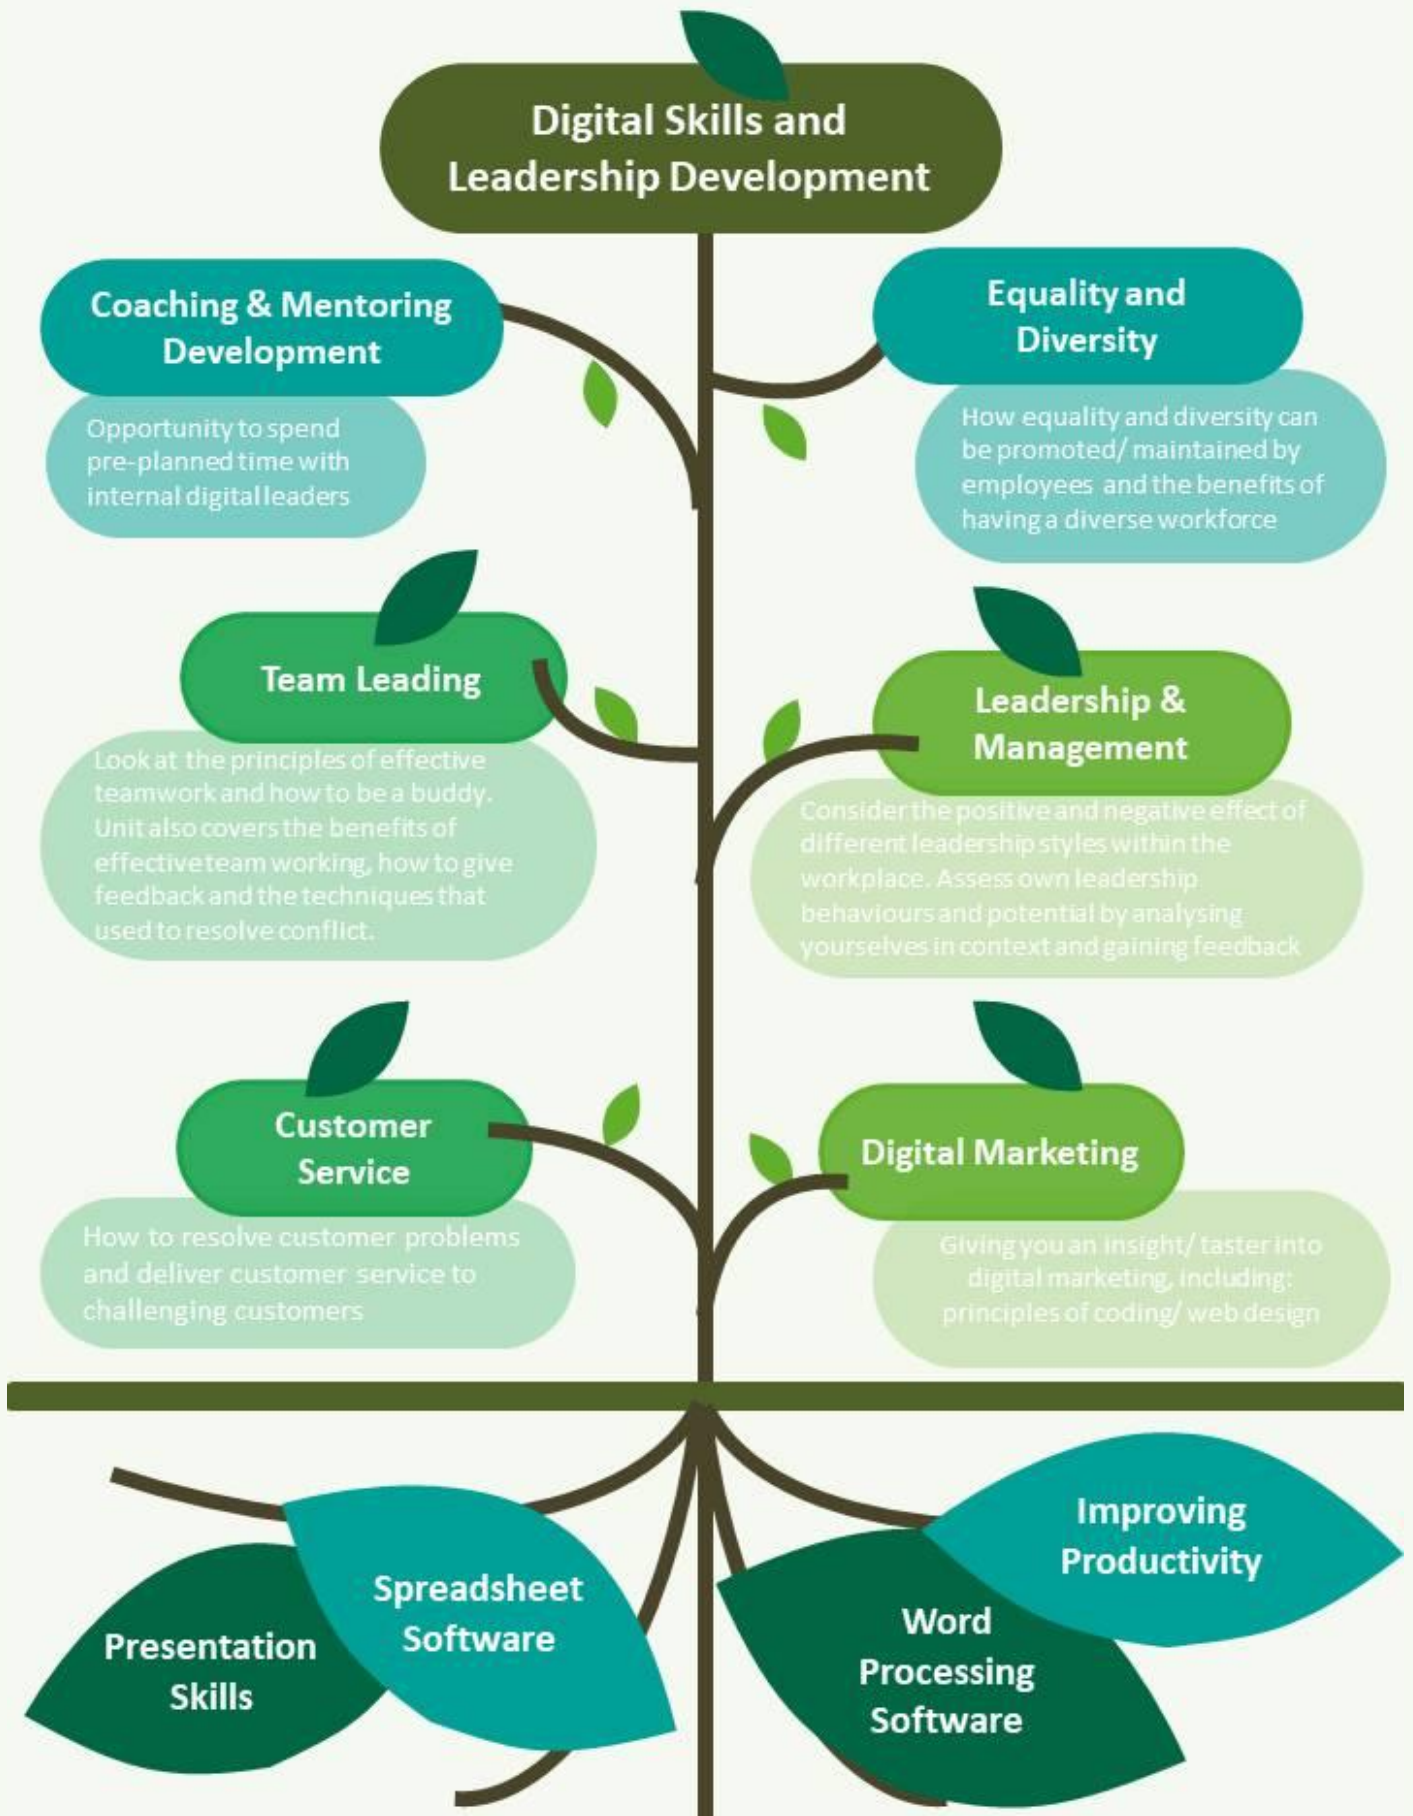 Digital Skills and
Leadership Development
Coaching & Mentoring
Development
Opportunity to spend
pre-planned time with
internal digital leaders
Equality and
Diversity
How equality and diversity can
be promoted/ maintained by
employees and the benefits of
having a diverse workforce
Team Leading
Look at the principles of effective
teamwork and how to be a buddy.
Unit also covers the benefits of
effective team working, how to give
feedback and the techniques that
used to resolve conflict.
Leadership &
Management
Consider the positive and negative effect of
different leadership styles within the
workplace. Assess own leadership
behaviours and potential by analysing
yourselves in context and gaining feedback
Customer
Service
How to resolve customer problems
and deliver customer service to
challenging customers
Digital Marketing
Giving you an insight/ taster into
digital marketing, including:
principles of coding/ web design
Presentation
Skills
Spreadsheet
Software
Word
Processing
Software
Improving
Productivity